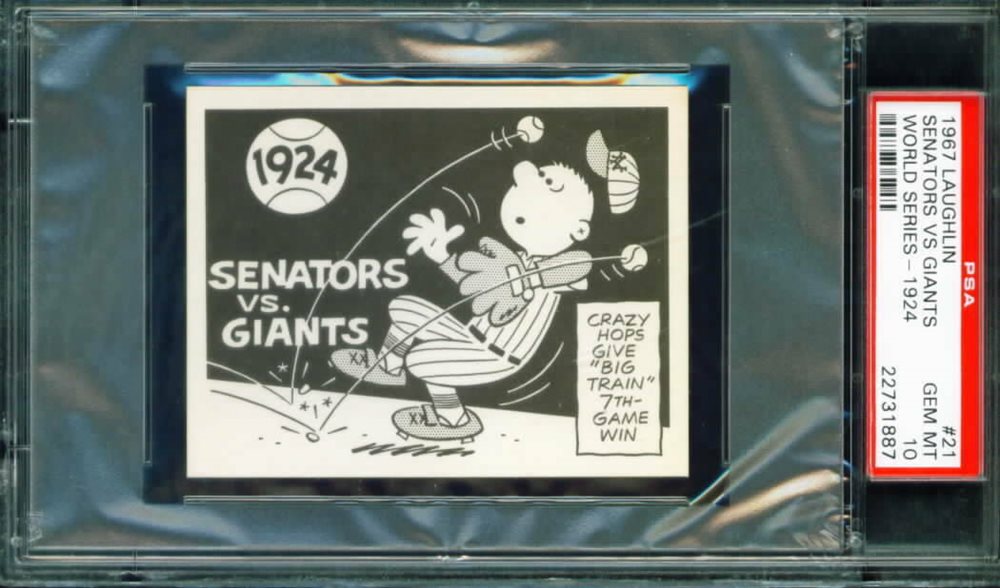 1924
SENATORS
VS.
GIANTS
CRAZY
HOPS
GIVE
"BIG
TRAIN"
7TH-
GAME
WIN
1967 LAUGHLIN #21
SENATORS VS GIANTS GEM MT
WORLD SERIES - 1924 10
22731887
PSA